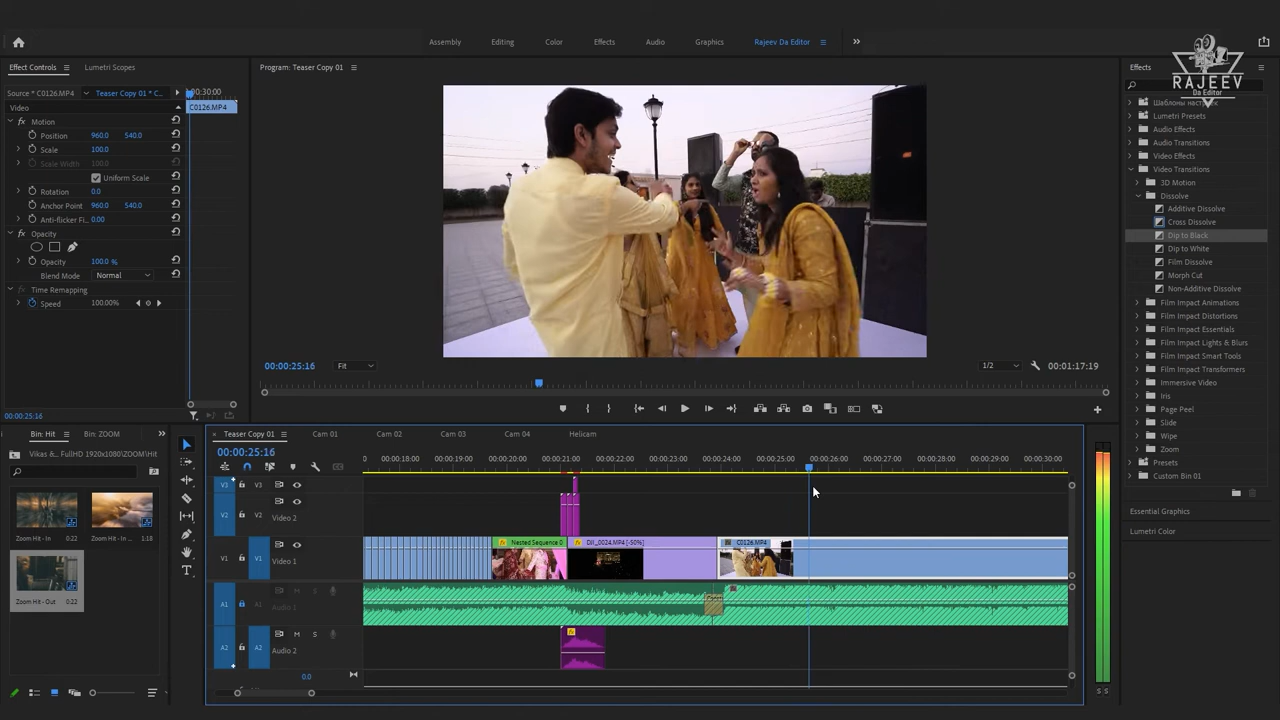 Assembly
Editing
Color
Effects
Audio
Graphics
Rajeev Da Editor
RAJEEV
Da Editor
Effect Controls
Lumetri Scopes
Source * C0126.MP4
Teaser Copy 01 * C...
:00:30:00
Video
C0126.MP4
fx Motion
Position 960.0 540.0
Scale 100.0
Scale Width 100.0
Uniform Scale
Rotation 0.0
Anchor Point 960.0 540.0
Anti-flicker Fi... 0.00
fx Opacity
Opacity 100.0 %
Blend Mode Normal
Time Remapping
Speed 100.00%
00:00:25:16
Program: Teaser Copy 01
00:00:25:16
Fit
1/2
00:01:17:19
Effects
Шаблоны настроек
Lumetri Presets
Audio Effects
Audio Transitions
Video Effects
Video Transitions
3D Motion
Dissolve
Additive Dissolve
Cross Dissolve
Dip to Black
Dip to White
Film Dissolve
Morph Cut
Non-Additive Dissolve
Film Impact Animations
Film Impact Distortions
Film Impact Essentials
Film Impact Lights & Blurs
Film Impact Smart Tools
Film Impact Transformers
Immersive Video
Iris
Page Peel
Slide
Wipe
Zoom
Presets
Custom Bin 01
Essential Graphics
Lumetri Color
Bin: Hit
Bin: ZOOM
Vikas &...FullHD 1920x1080\ZOOM\Hit
Zoom Hit - In 0:22
Zoom Hit - In 1:18
Zoom Hit - Out 0:22
Teaser Copy 01
Cam 01
Cam 02
Cam 03
Cam 04
Helicam
00:00:25:16
00:00:18:00
00:00:19:00
00:00:20:00
00:00:21:00
00:00:22:00
00:00:23:00
00:00:24:00
00:00:25:00
00:00:26:00
00:00:27:00
00:00:28:00
00:00:29:00
00:00:30:00
V3 V3
V2 V2 Video 2
V1 V1 Video 1
fx Nested Sequence 0
fx DJI_0024.MP4 [-50%]
C0126.MP4
A1 A1 Audio 1
M S
A2 A2 Audio 2
M S
fx
0.0
S S